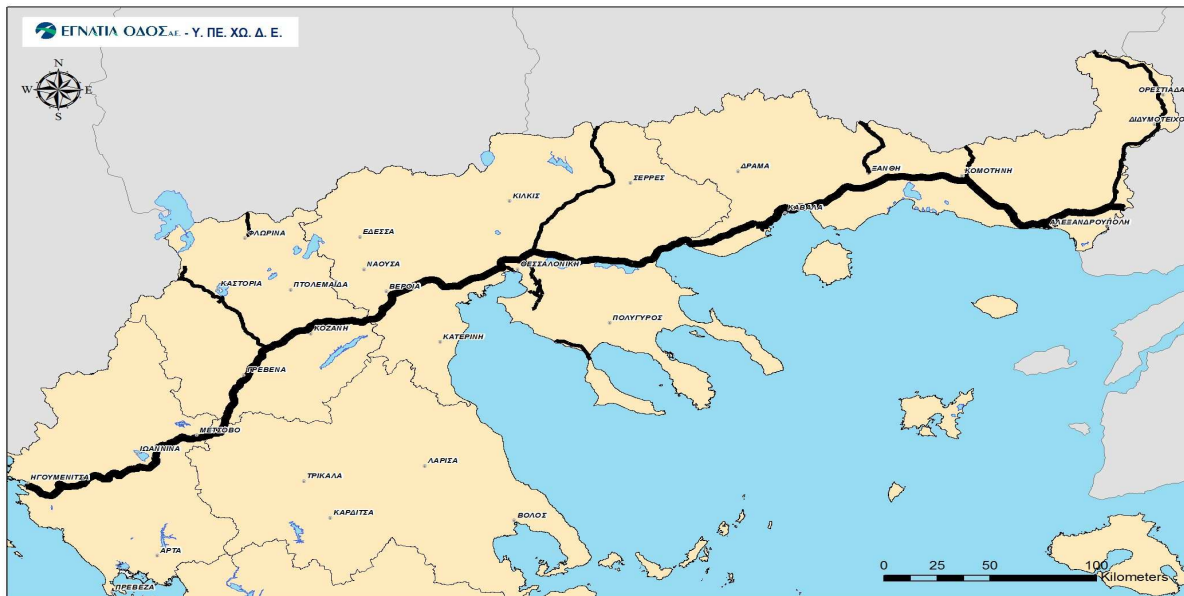 ΕΓΝΑΤΙΑ ΟΔΟΣ Α.Ε. - Υ. ΠΕ. ΧΩ. Δ. Ε.
N
W E
S
ΟΡΕΣΤΙΑΔΑ
ΔΙΔΥΜΟΤΕΙΧΟ
ΔΡΑΜΑ
ΞΑΝΘΗ
ΚΟΜΟΤΗΝΗ
ΣΕΡΡΕΣ
ΚΙΛΚΙΣ
ΚΑΒΑΛΑ
ΑΛΕΞΑΝΔΡΟΥΠΟΛΗ
ΦΛΩΡΙΝΑ
ΕΔΕΣΣΑ
ΝΑΟΥΣΑ
ΘΕΣΣΑΛΟΝΙΚΗ
ΚΑΣΤΟΡΙΑ
ΠΤΟΛΕΜΑΪΔΑ
ΒΕΡΟΙΑ
ΠΟΛΥΓΥΡΟΣ
ΚΟΖΑΝΗ
ΚΑΤΕΡΙΝΗ
ΓΡΕΒΕΝΑ
ΜΕΤΣΟΒΟ
ΙΩΑΝΝΙΝΑ
ΛΑΡΙΣΑ
ΗΓΟΥΜΕΝΙΤΣΑ
ΤΡΙΚΑΛΑ
ΚΑΡΔΙΤΣΑ
ΒΟΛΟΣ
ΑΡΤΑ
ΠΡΕΒΕΖΑ
0 25 50 100
Kilometers